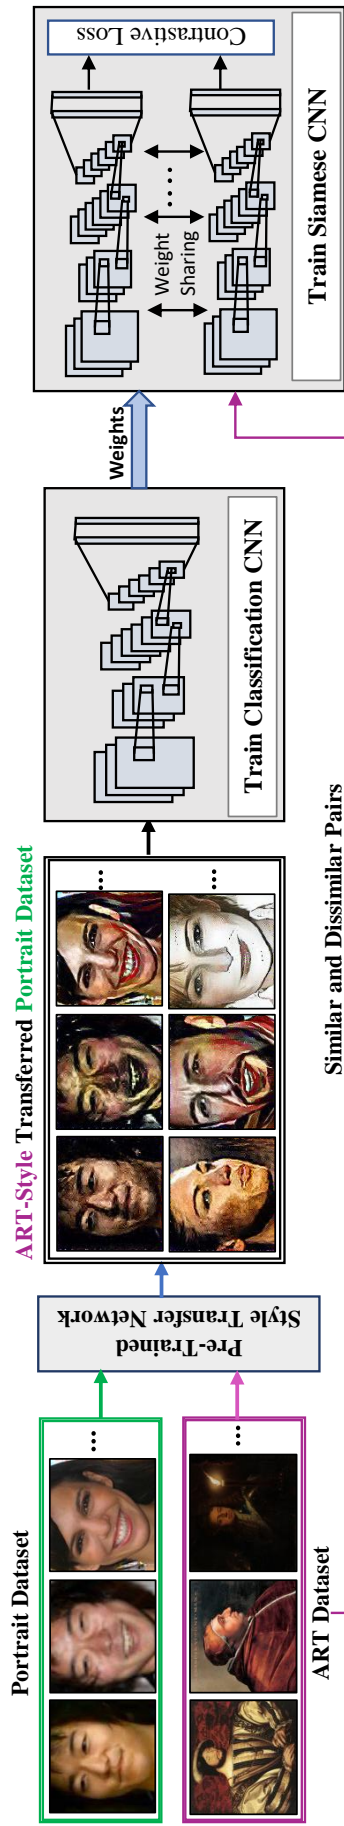 Portrait Dataset
...
ART Dataset
...
Pre-Trained
Style Transfer Network
ART-Style Transferred Portrait Dataset
...
...
Train Classification CNN
Weights
Similar and Dissimilar Pairs
Weight
Sharing
.....
Contrastive Loss
Train Siamese CNN